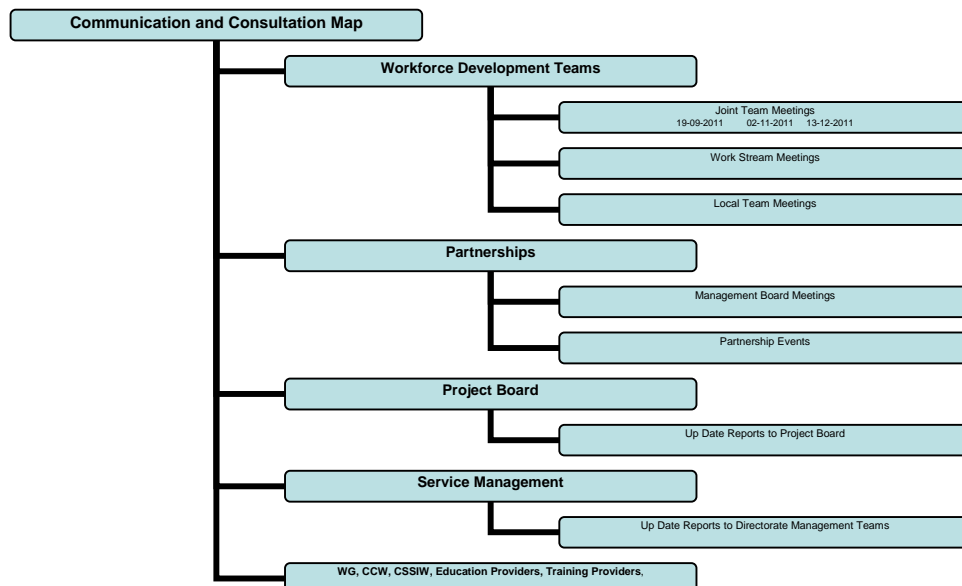 Communication and Consultation Map
Workforce Development Teams
Joint Team Meetings
19-09-2011 02-11-2011 13-12-2011
Work Stream Meetings
Local Team Meetings
Partnerships
Management Board Meetings
Partnership Events
Project Board
Up Date Reports to Project Board
Service Management
Up Date Reports to Directorate Management Teams
WG, CCW, CSSIW, Education Providers, Training Providers,